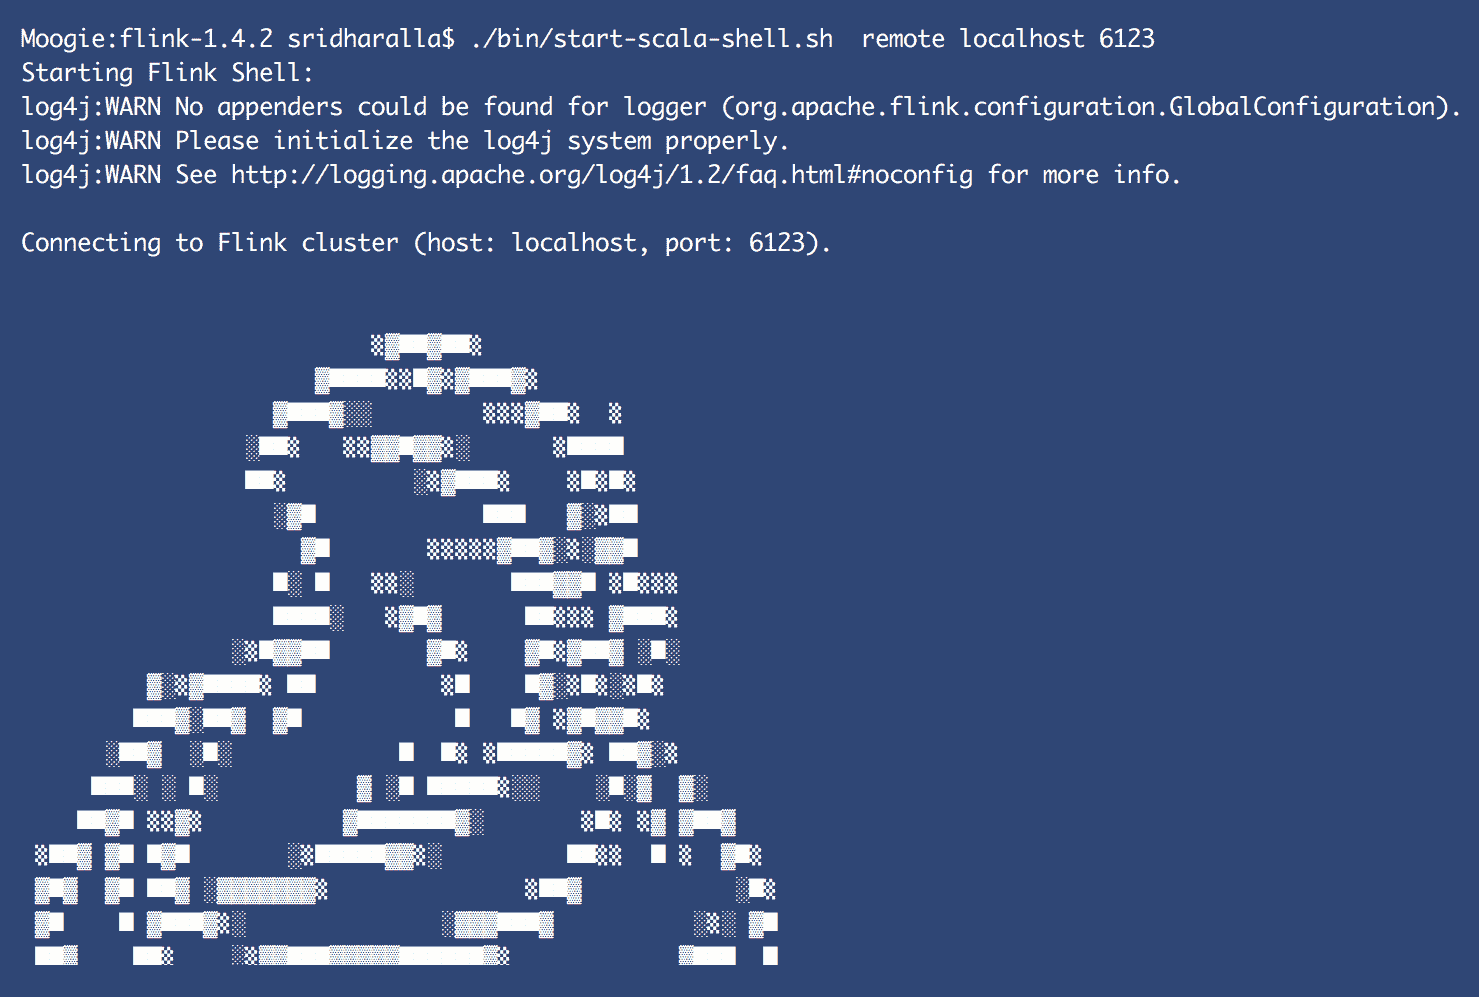 Moogie:flink-1.4.2 sridharalla$ ./bin/start-scala-shell.sh  remote localhost 6123
Starting Flink Shell:
log4j:WARN No appenders could be found for logger (org.apache.flink.configuration.GlobalConfiguration).
log4j:WARN Please initialize the log4j system properly.
log4j:WARN See http://logging.apache.org/log4j/1.2/faq.html#noconfig for more info.
Connecting to Flink cluster (host: localhost, port: 6123).